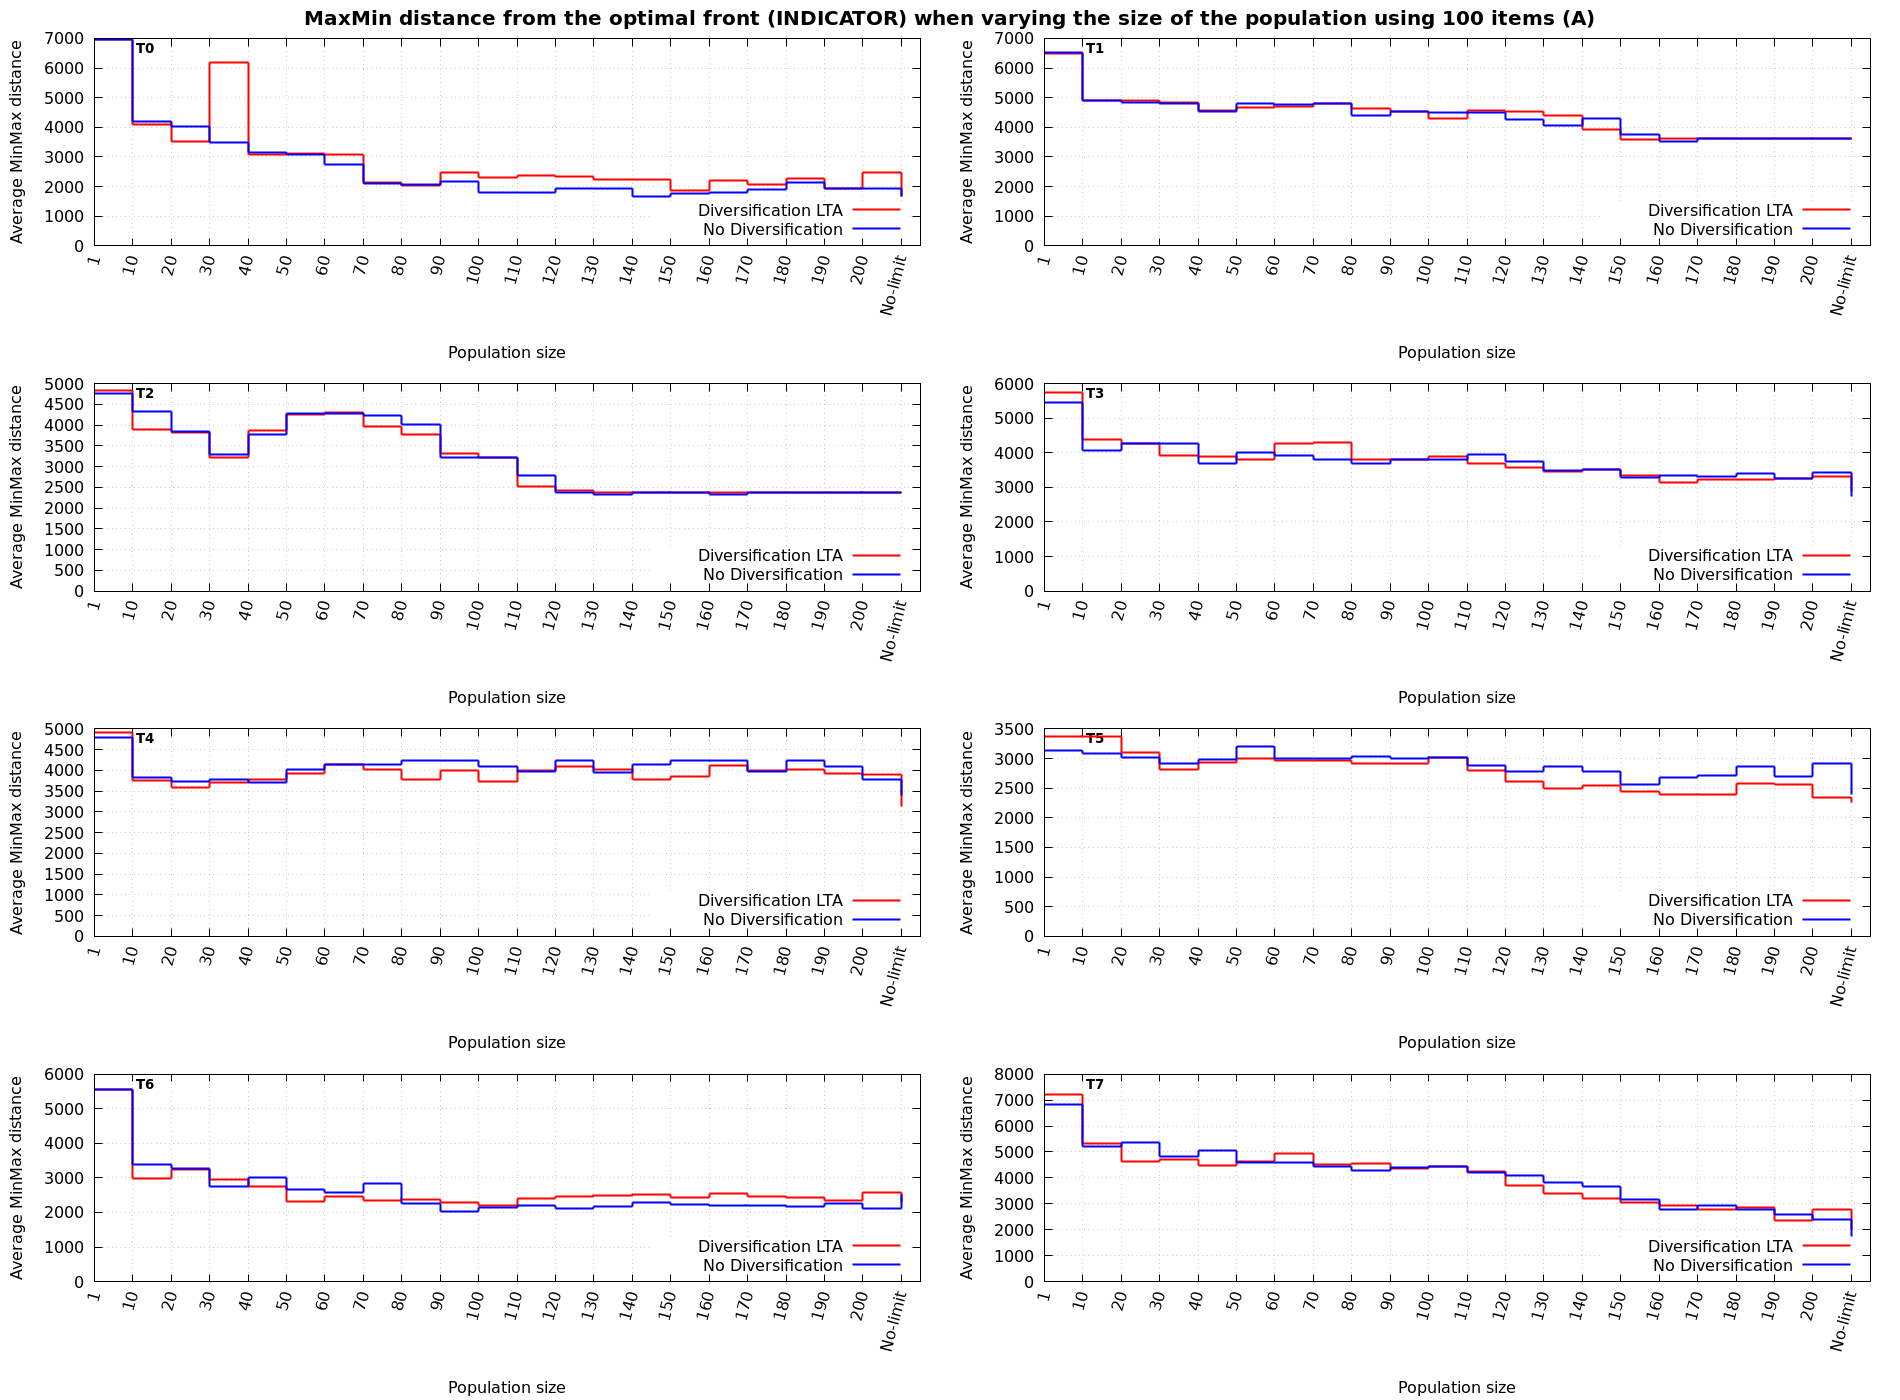 MaxMin distance from the optimal front (INDICATOR) when varying the size of the population using 100 items (A)
T0
Average MinMax distance
7000
6000
5000
4000
3000
2000
1000
0
Diversification LTA
No Diversification
1 10 20 30 40 50 60 70 80 90 100 110 120 130 140 150 160 170 180 190 200 No-limit
Population size
T1
Average MinMax distance
7000
6000
5000
4000
3000
2000
1000
0
Diversification LTA
No Diversification
1 10 20 30 40 50 60 70 80 90 100 110 120 130 140 150 160 170 180 190 200 No-limit
Population size
T2
Average MinMax distance
5000
4500
4000
3500
3000
2500
2000
1500
1000
500
0
Diversification LTA
No Diversification
1 10 20 30 40 50 60 70 80 90 100 110 120 130 140 150 160 170 180 190 200 No-limit
Population size
T3
Average MinMax distance
6000
5000
4000
3000
2000
1000
0
Diversification LTA
No Diversification
1 10 20 30 40 50 60 70 80 90 100 110 120 130 140 150 160 170 180 190 200 No-limit
Population size
T4
Average MinMax distance
5000
4500
4000
3500
3000
2500
2000
1500
1000
500
0
Diversification LTA
No Diversification
1 10 20 30 40 50 60 70 80 90 100 110 120 130 140 150 160 170 180 190 200 No-limit
Population size
T5
Average MinMax distance
3500
3000
2500
2000
1500
1000
500
0
Diversification LTA
No Diversification
1 10 20 30 40 50 60 70 80 90 100 110 120 130 140 150 160 170 180 190 200 No-limit
Population size
T6
Average MinMax distance
6000
5000
4000
3000
2000
1000
0
Diversification LTA
No Diversification
1 10 20 30 40 50 60 70 80 90 100 110 120 130 140 150 160 170 180 190 200 No-limit
Population size
T7
Average MinMax distance
8000
7000
6000
5000
4000
3000
2000
1000
0
Diversification LTA
No Diversification
1 10 20 30 40 50 60 70 80 90 100 110 120 130 140 150 160 170 180 190 200 No-limit
Population size